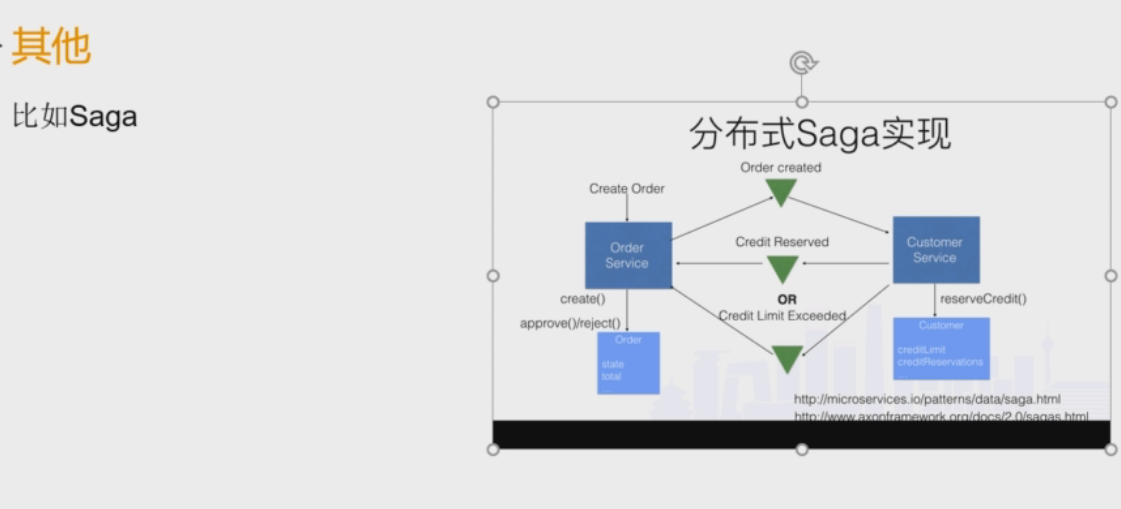 其他
比如Saga
分布式Saga实现
Order created
Create Order
Order
Service
Credit Reserved
Customer
Service
OR
Credit Limit Exceeded
create()
approve()/reject()
reserveCredit()
Order
state
total
...
Customer
creditLimit
creditReservations
...
http://microservices.io/patterns/data/saga.html
http://www.axonframework.org/docs/2.0/sagas.html